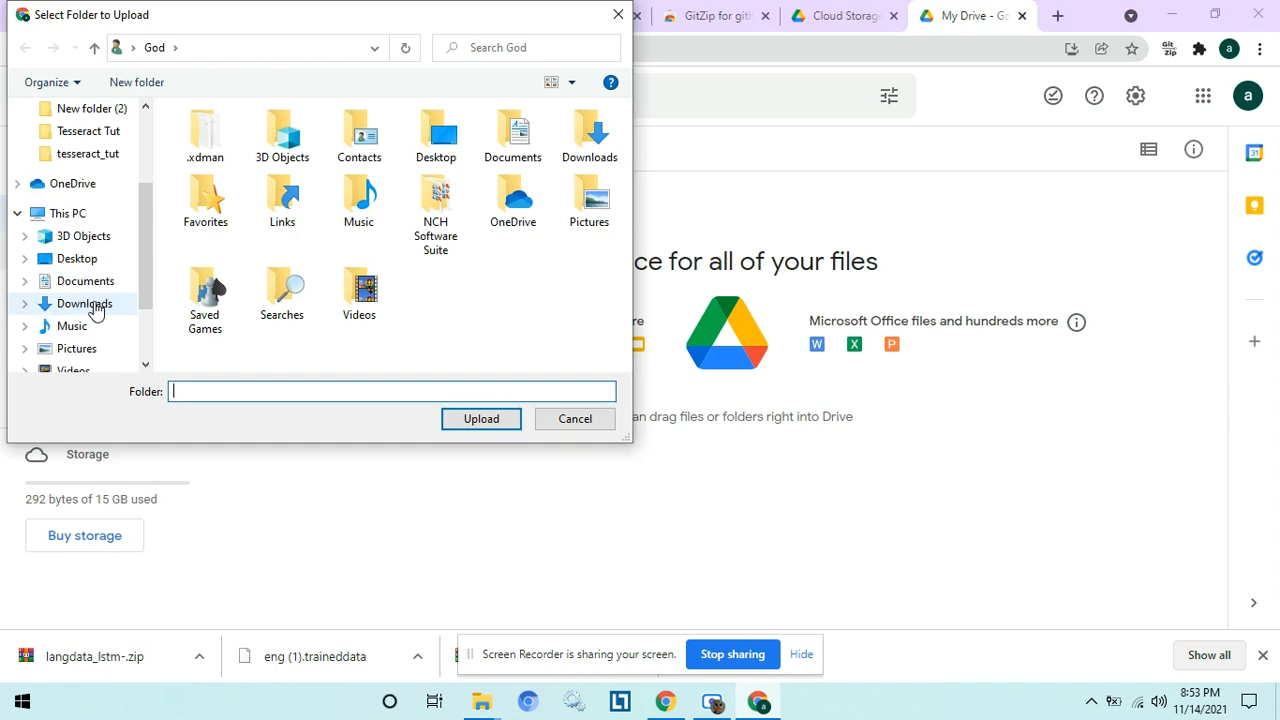 Select Folder to Upload
GitZip for gith
Cloud Storag
My Drive - Go
God
Search God
Git
Zip
a
Organize
New folder
a
New folder (2)
Tesseract Tut
tesseract_tut
OneDrive
This PC
3D Objects
Desktop
Documents
Downloads
Music
Pictures
Videos
.xdman
3D Objects
Contacts
Desktop
Documents
Downloads
Favorites
Links
Music
NCH
Software
Suite
OneDrive
Pictures
Saved
Games
Searches
Videos
31
ce for all of your files
re
Microsoft Office files and hundreds more
W
X
P
Folder:
Upload
Cancel
an drag files or folders right into Drive
Storage
292 bytes of 15 GB used
Buy storage
langdata_lstm-.zip
eng (1).traineddata
Screen Recorder is sharing your screen.
Stop sharing
Hide
Show all
8:53 PM
11/14/2021